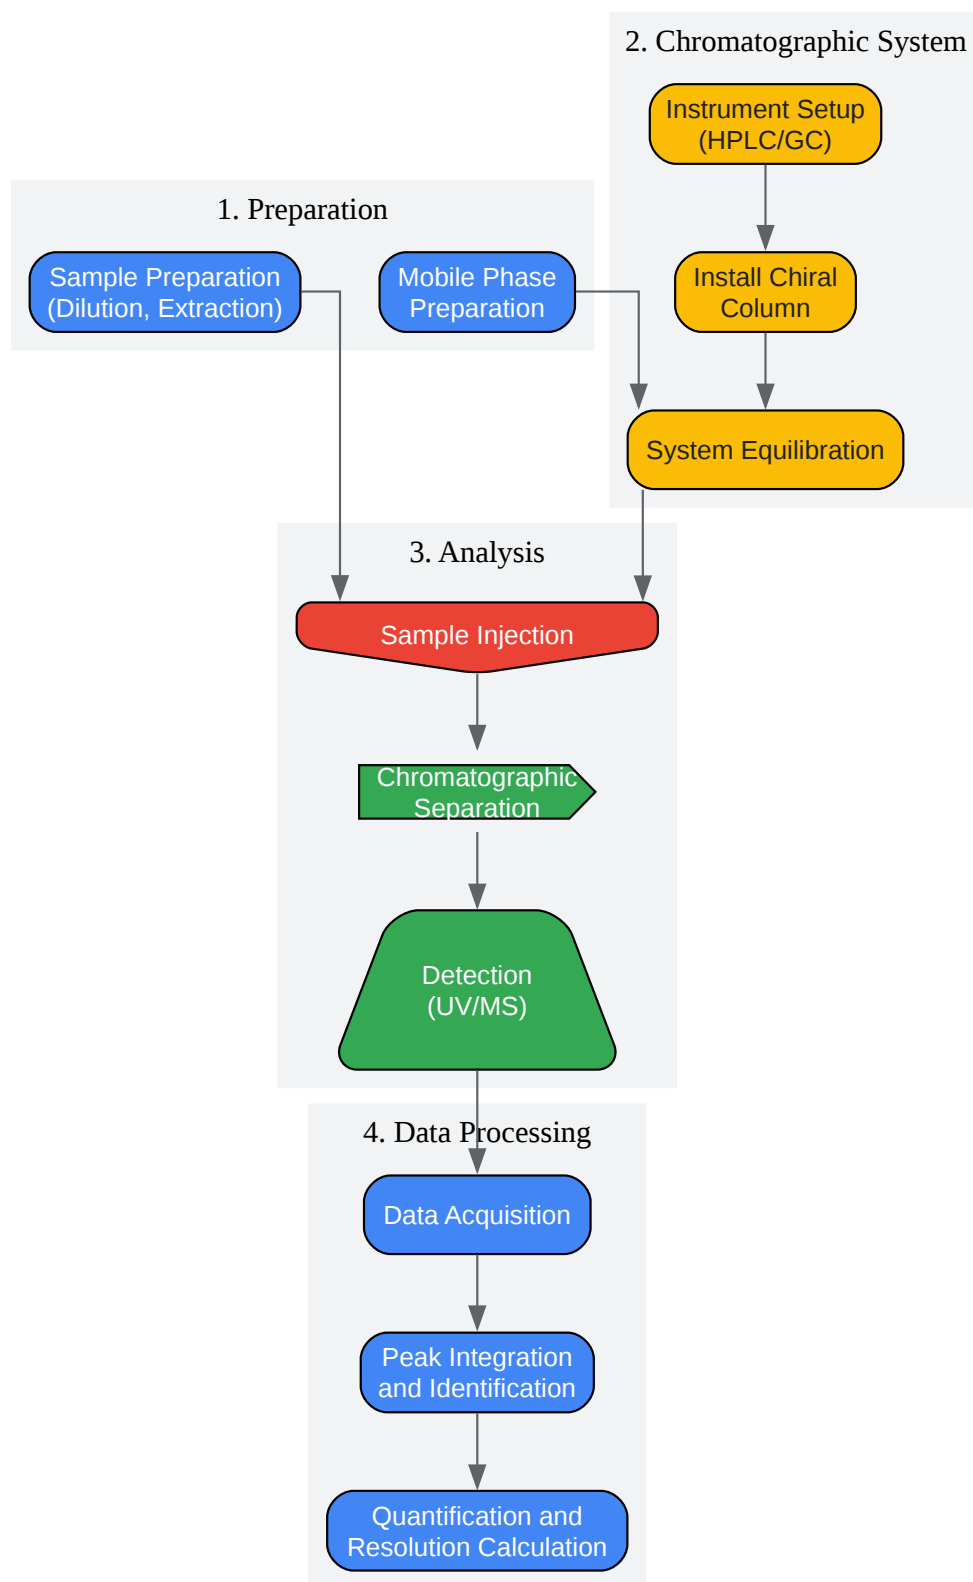 2. Chromatographic System
Instrument Setup
(HPLC/GC)
1. Preparation
Sample Preparation
(Dilution, Extraction)
Mobile Phase
Preparation
Install Chiral
Column
System Equilibration
3. Analysis
Sample Injection
Chromatographic
Separation
Detection
(UV/MS)
4. Data Processing
Data Acquisition
Peak Integration
and Identification
Quantification and
Resolution Calculation